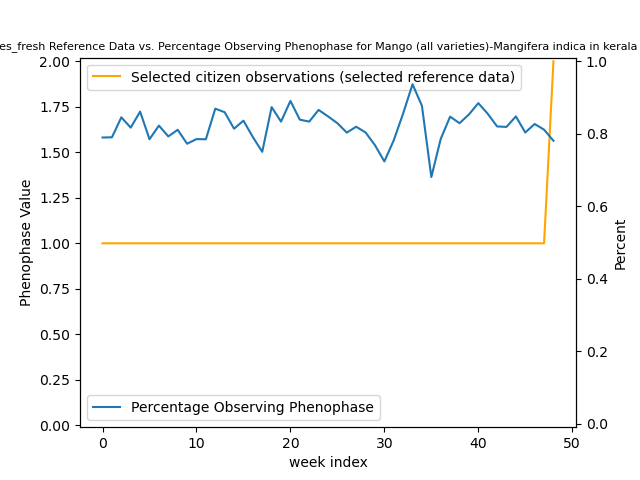 es_fresh Reference Data vs. Percentage Observing Phenophase for Mango (all varieties)-Mangifera indica in kerala
Selected citizen observations (selected reference data)
Percentage Observing Phenophase
Phenophase Value
2.00
1.75
1.50
1.25
1.00
0.75
0.50
0.25
0.00
1.0
0.8
0.6
0.4
0.2
0.0
Percent
0 10 20 30 40 50
week index